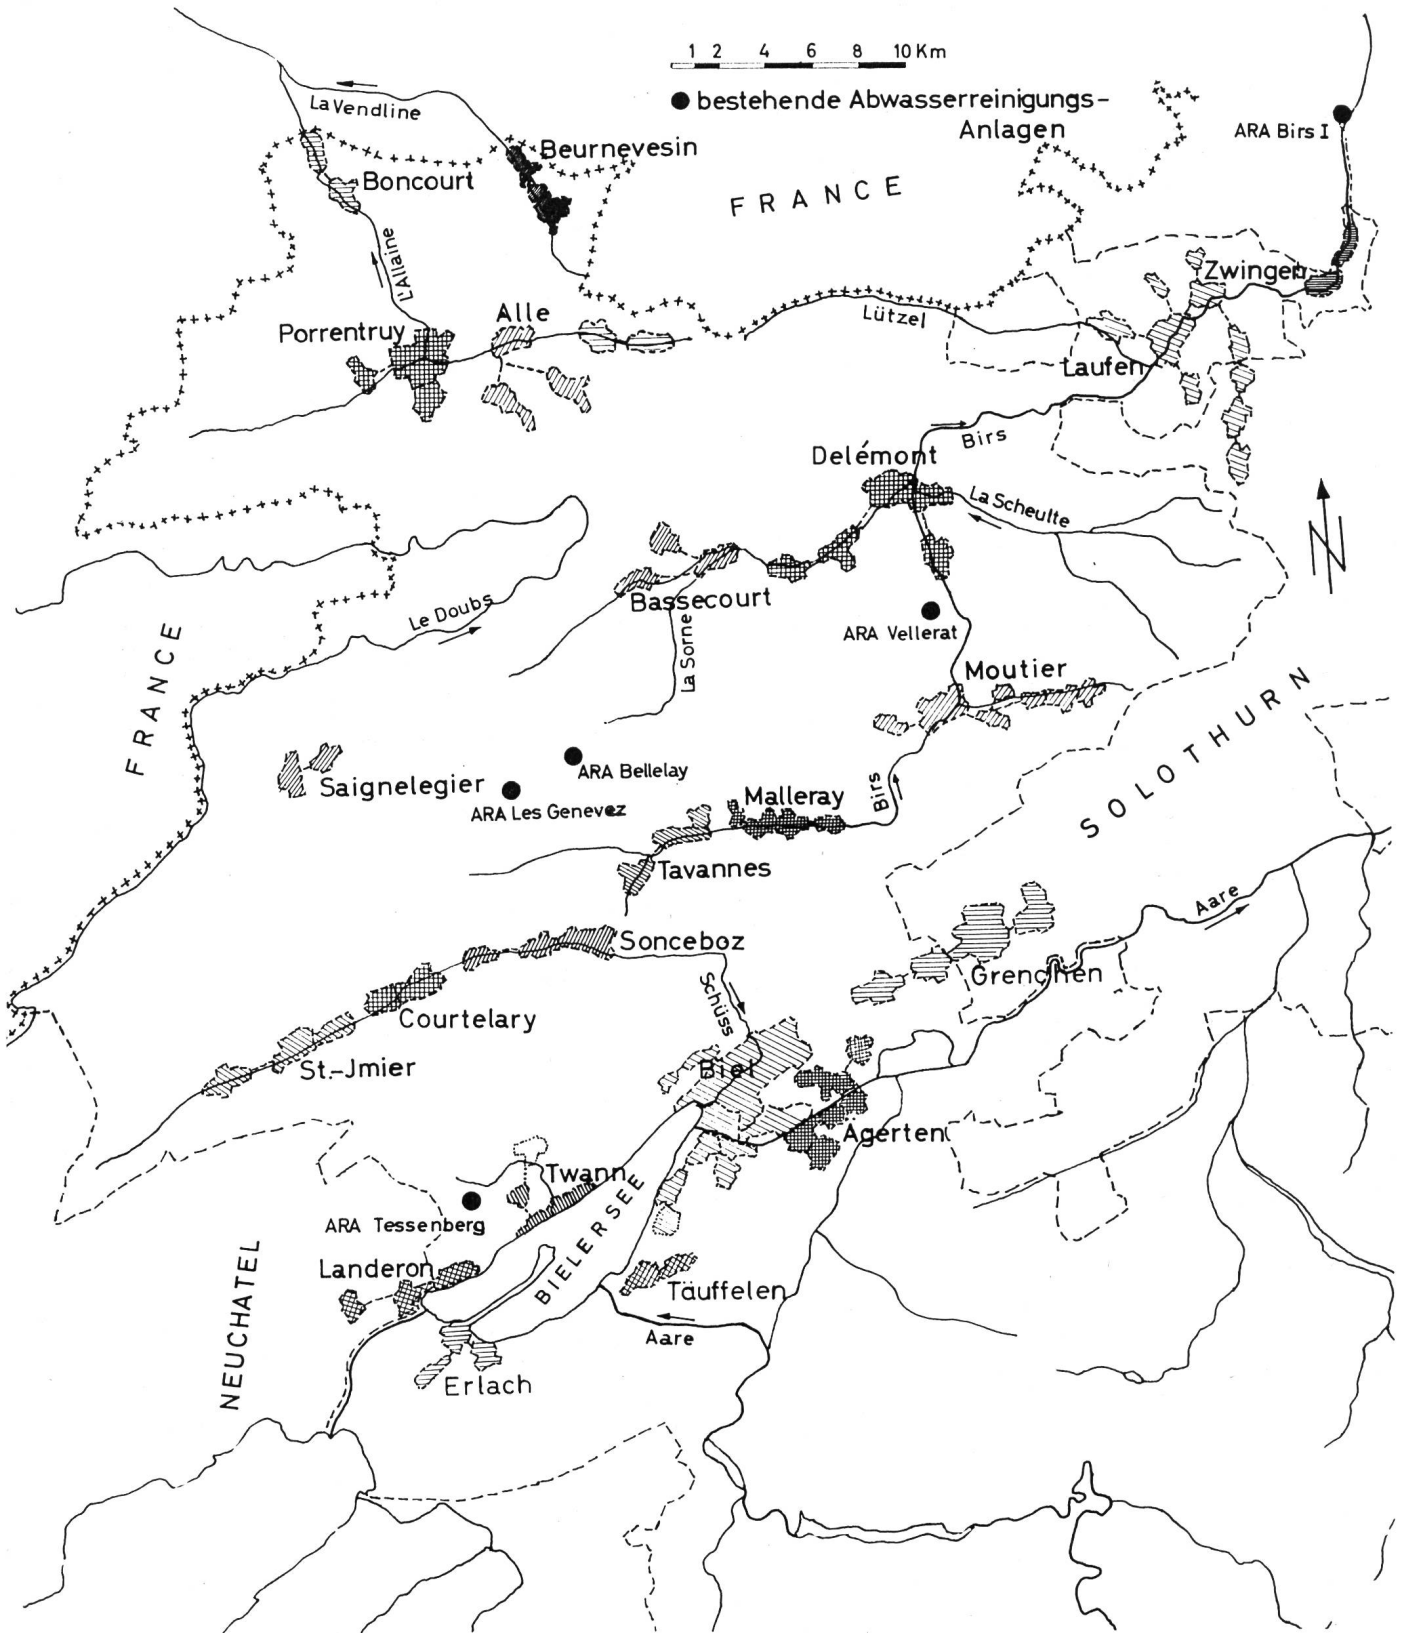 1 2 4 6 8 10 Km
bestehende Abwasserreinigungs-
Anlagen
La Vendline
ARA Birs I
Beurnevesin
Boncourt
FRANCE
L'Allaine
Zwingen
Alle
Lützel
Porrentruy
Laufen
Birs
Delémont
La Scheulte
N
Bassecourt
Le Doubs
ARA Vellerat
La Sorne
FRANCE
Moutier
SOLOTHURN
ARA Bellelay
Saignelegier
ARA Les Genevez
Malleray
Birs
Tavannes
Aare
Sonceboz
Grenchen
Schüss
Courtelary
St.-Jmier
Biel
Ägerten
Twann
ARA Tessenberg
BIELERSEE
Landeron
Täuffelen
NEUCHATEL
Aare
Erlach